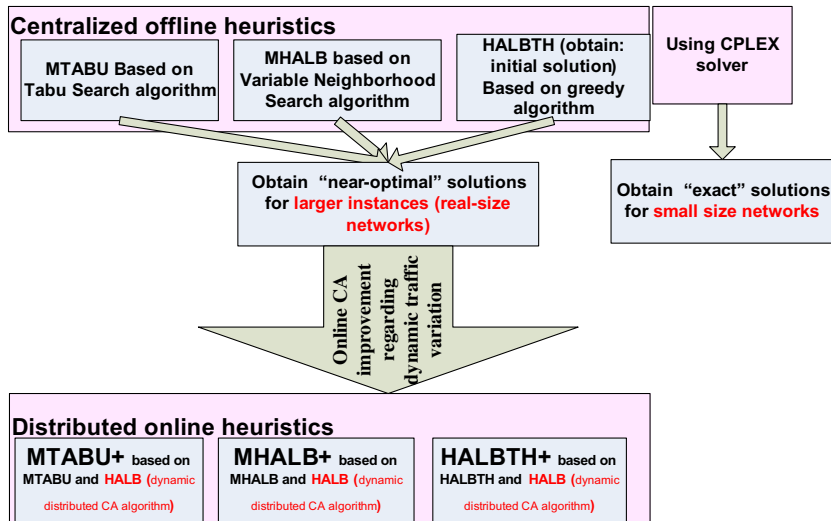 Centralized offline heuristics
MTABU Based on
Tabu Search algorithm
MHALB based on
Variable Neighborhood
Search algorithm
HALBTH (obtain:
initial solution)
Based on greedy
algorithm
Using CPLEX
solver
Obtain “near-optimal” solutions
for larger instances (real-size
networks)
Obtain “exact” solutions
for small size networks
Online CA
improvement
regarding
dynamic traffic
variation
Distributed online heuristics
MTABU+ based on
MTABU and HALB (dynamic
distributed CA algorithm)
MHALB+ based on
MHALB and HALB (dynamic
distributed CA algorithm)
HALBTH+ based on
HALBTH and HALB (dynamic
distributed CA algorithm)